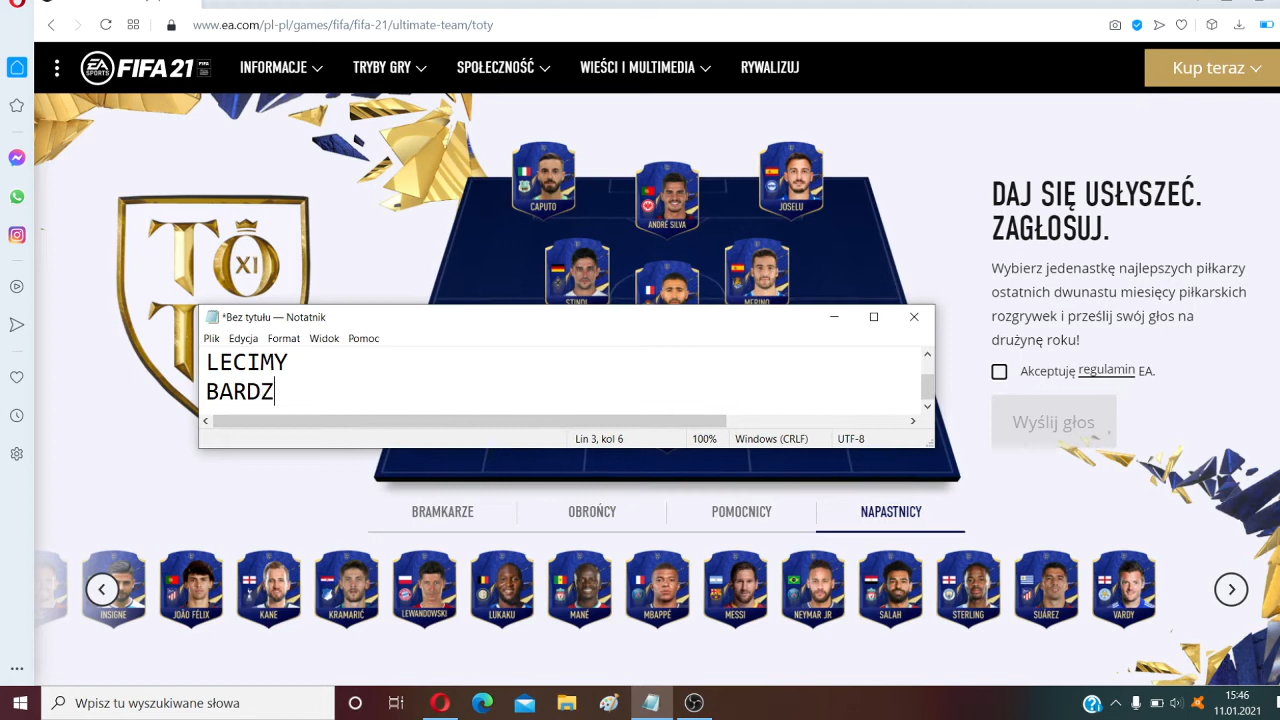 www.ea.com/pl-pl/games/fifa/fifa-21/ultimate-team/toty
EA SPORTS FIFA 21 INFORMACJE TRYBY GRY SPOŁECZNOŚĆ WIEŚCI I MULTIMEDIA RYWALIZUJ Kup teraz
CAPUTO ANDRÉ SILVA JOSELU
STINDL MERINO
TO XI T
DAJ SIĘ USŁYSZEĆ.
ZAGŁOSUJ.
Wybierz jedenastkę najlepszych piłkarzy
ostatnich dwunastu miesięcy piłkarskich
rozgrywek i prześlij swój głos na
drużynę roku!
Akceptuję regulamin EA.
Wyślij głos
*Bez tytułu — Notatnik
Plik Edycja Format Widok Pomoc
LECIMY
BARDZ
Lin 3, kol 6 100% Windows (CRLF) UTF-8
BRAMKARZE OBROŃCY POMOCNICY NAPASTNICY
INSIGNE JOÃO FÉLIX KANE KRAMARIĆ LEWANDOWSKI LUKAKU MANÉ MBAPPÉ MESSI NEYMAR JR SALAH STERLING SUÁREZ VARDY
Wpisz tu wyszukiwane słowa
15:46
11.01.2021